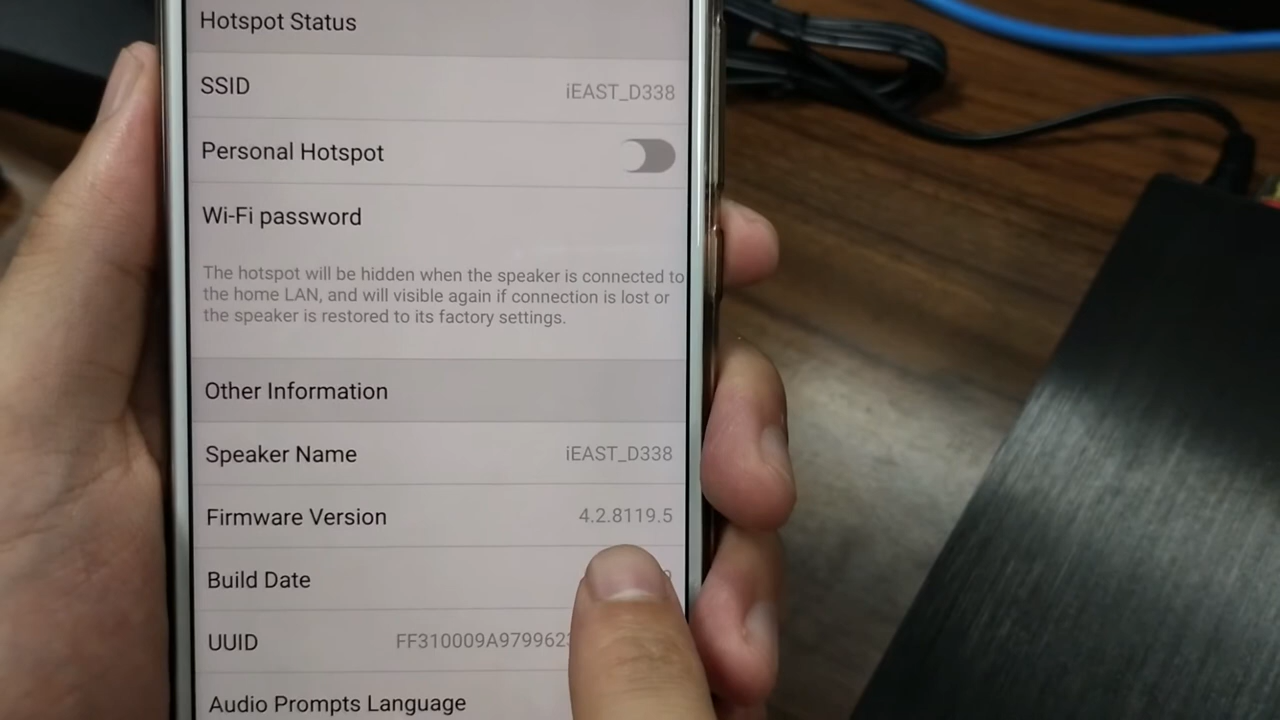 Hotspot Status
SSID iEAST_D338
Personal Hotspot
Wi-Fi password
The hotspot will be hidden when the speaker is connected to
the home LAN, and will visible again if connection is lost or
the speaker is restored to its factory settings.
Other Information
Speaker Name iEAST_D338
Firmware Version 4.2.8119.5
Build Date
UUID
Audio Prompts Language